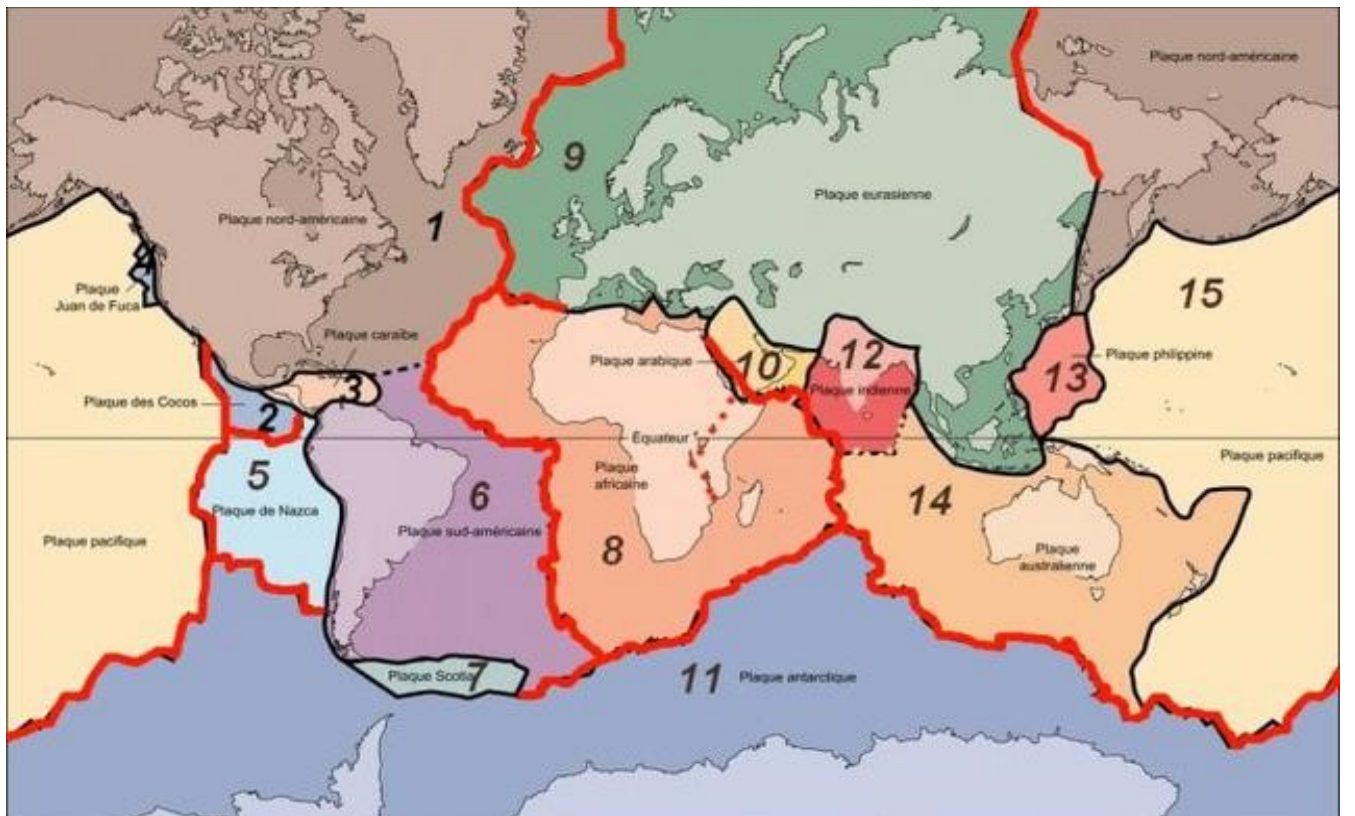 Plaque nord-américaine
9
Plaque nord-américaine
1
Plaque eurasienne
4
Plaque
Juan de Fuca
15
Plaque caraïbe
Plaque arabique
10
12
Plaque indienne
Plaque philippine
13
3
Plaque des Cocos
2
Équateur
Plaque
africaine
Plaque pacifique
5
Plaque de Nazca
6
Plaque sud-américaine
14
Plaque pacifique
8
Plaque
australienne
Plaque Scotia
7
11
Plaque antarctique